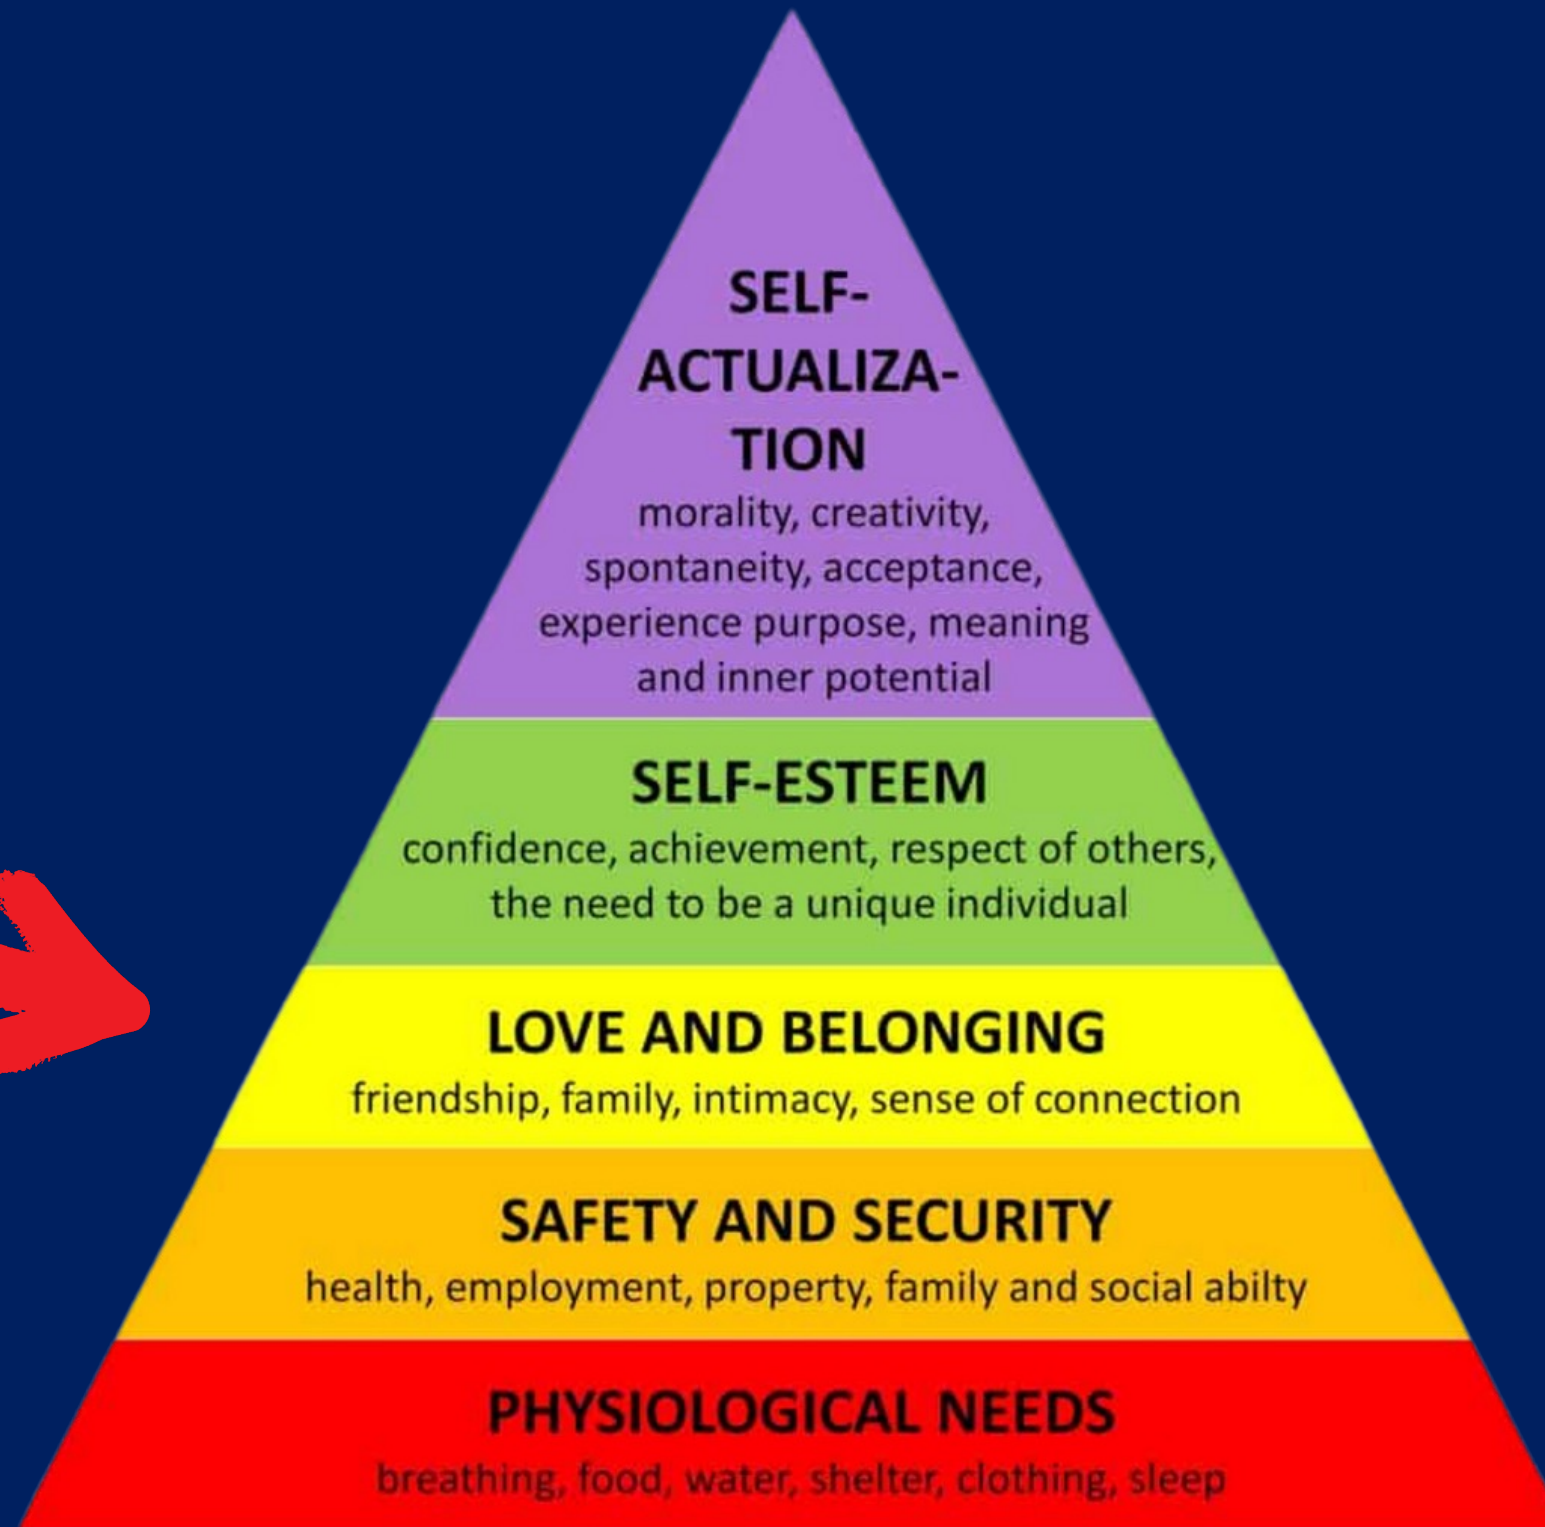 SELF-
ACTUALIZA-
TION
morality, creativity,
spontaneity, acceptance,
experience purpose, meaning
and inner potential
SELF-ESTEEM
confidence, achievement, respect of others,
the need to be a unique individual
LOVE AND BELONGING
friendship, family, intimacy, sense of connection
SAFETY AND SECURITY
health, employment, property, family and social abilty
PHYSIOLOGICAL NEEDS
breathing, food, water, shelter, clothing, sleep